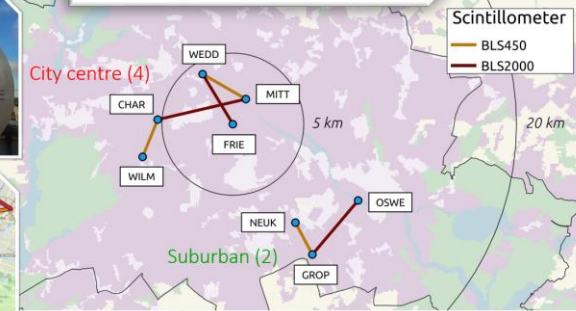 Scintillometer
BLS450
BLS2000
WEDD
City centre (4)
MITT
CHAR
5 km
20 km
FRIE
WILM
OSWE
NEUK
Suburban (2)
GROP